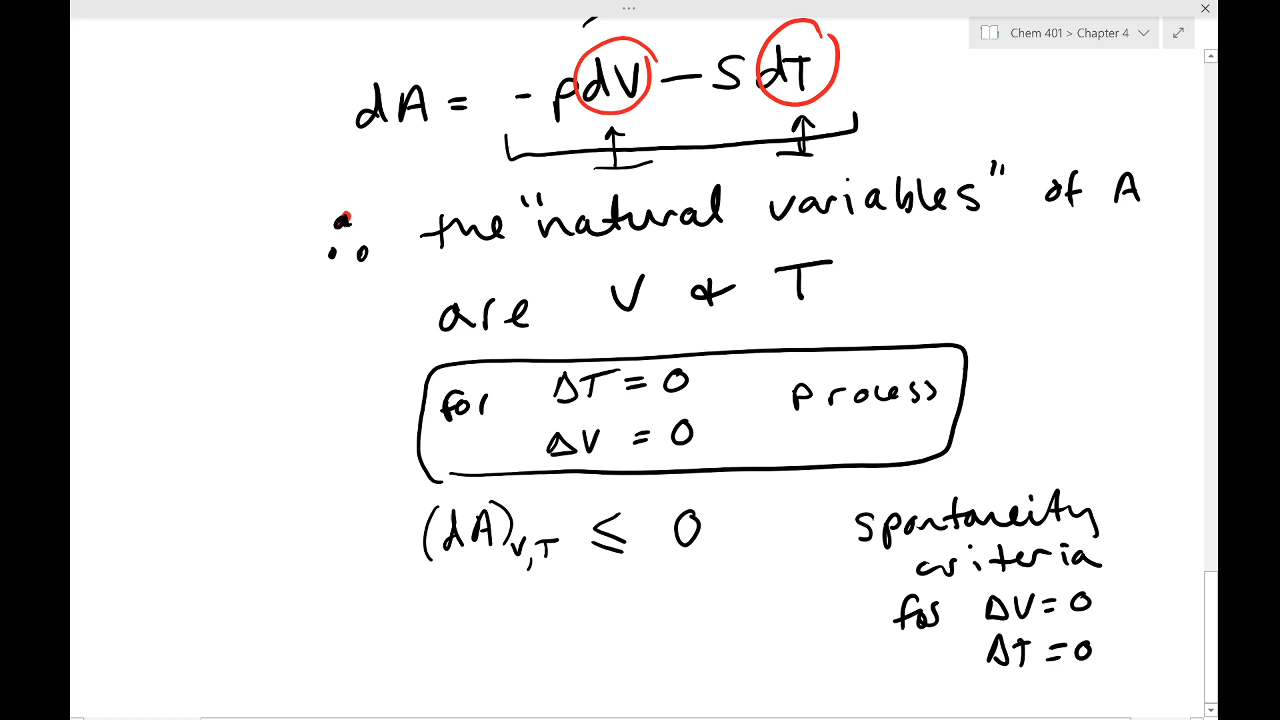 Chem 401 > Chapter 4
dA = - pdV - SdT
∴ the "natural variables" of A
are V & T
for ΔT = 0 process
ΔV = 0
(dA)V,T ≤ 0
spontaneity
criteria
for ΔV = 0
ΔT = 0